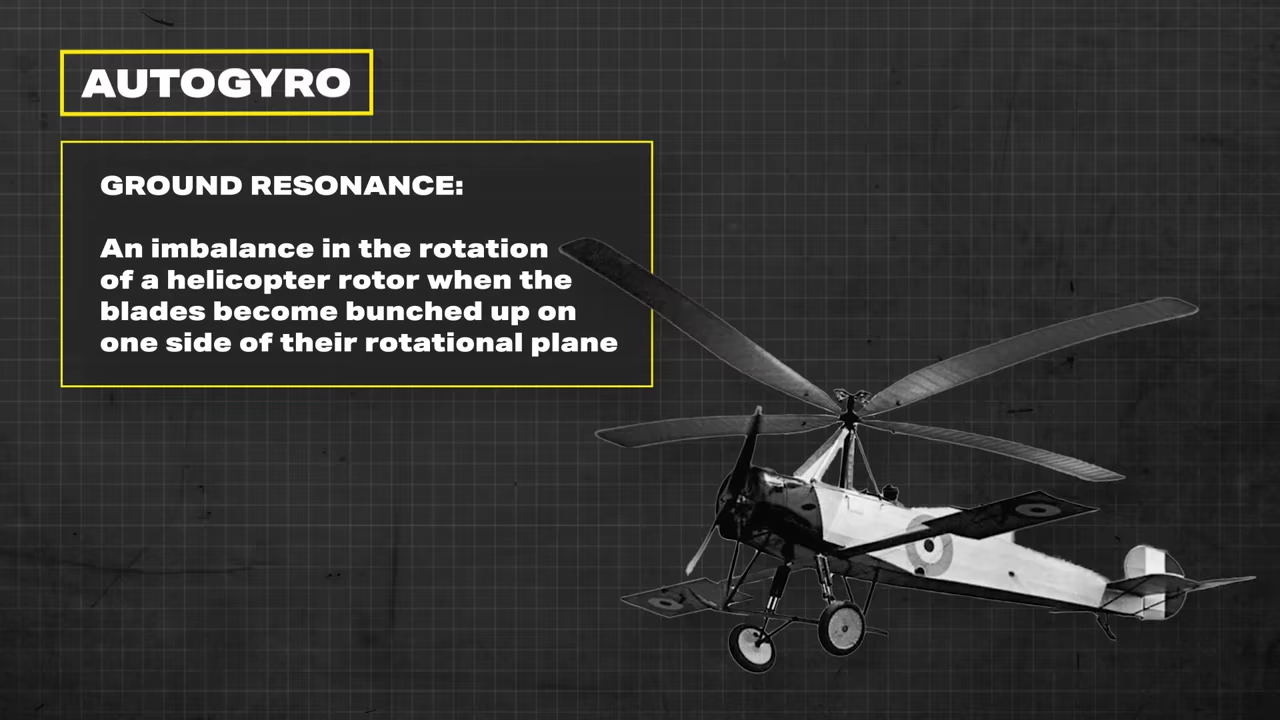 AUTOGYRO
GROUND RESONANCE:
An imbalance in the rotation
of a helicopter rotor when the
blades become bunched up on
one side of their rotational plane